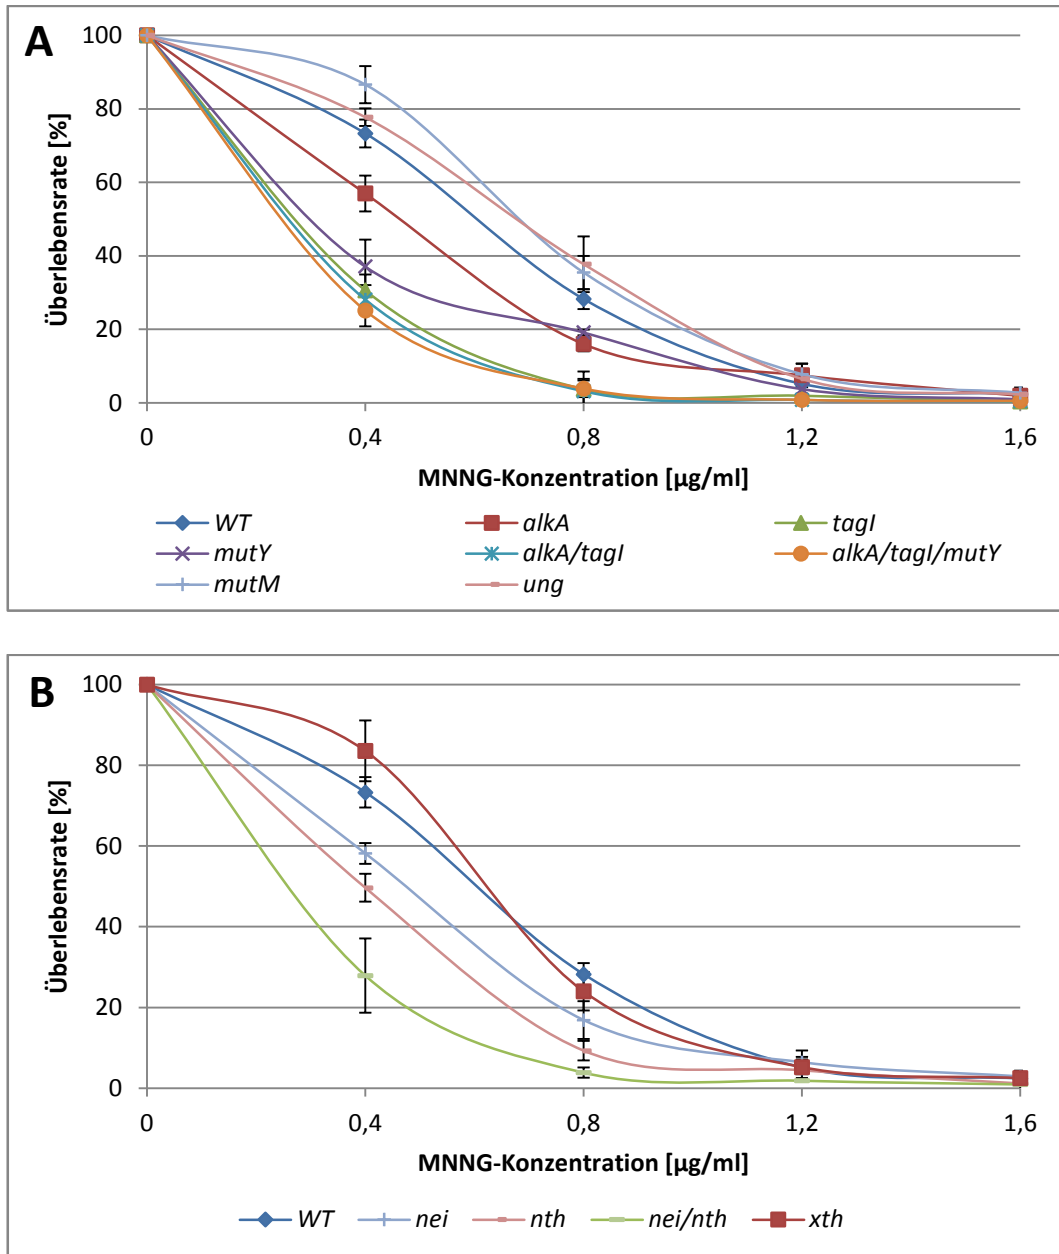 A
100
80
60
40
20
0
Überlebensrate [%]
0 0,4 0,8 1,2 1,6
MNNG-Konzentration [µg/ml]
WT alkA tagI
mutY alkA/tagI alkA/tagI/mutY
mutM ung
B
100
80
60
40
20
0
Überlebensrate [%]
0 0,4 0,8 1,2 1,6
MNNG-Konzentration [µg/ml]
WT nei nth nei/nth xth